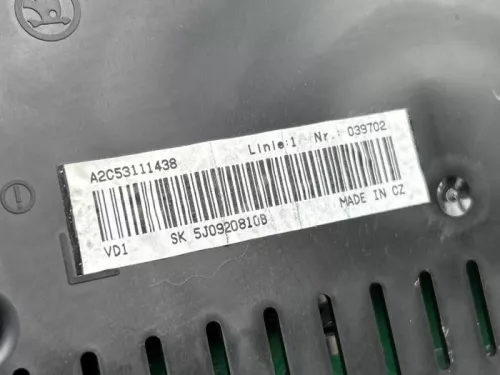 A2C53111438 Linie:1 Nr.: 039702
VD1 SK 5J0920810B MADE IN CZ